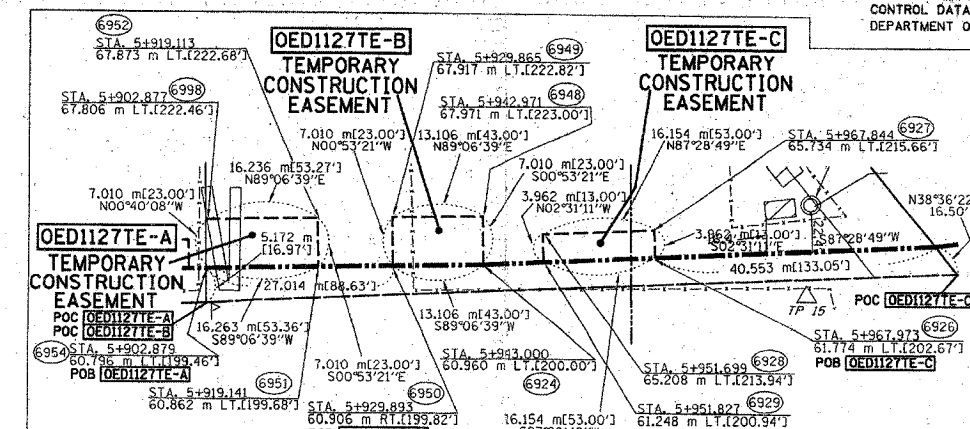 CONTROL DATA
DEPARTMENT O
6952
STA. 5+919.113
67.873 m LT.[222.68']
OED1127TE-B
TEMPORARY
CONSTRUCTION
EASEMENT
6949
STA. 5+929.865
67.917 m LT.[222.82']
OED1127TE-C
TEMPORARY
CONSTRUCTION
EASEMENT
6998
STA. 5+902.877
67.806 m LT.[222.46']
6948
STA. 5+942.971
67.971 m LT.[223.00']
7.010 m[23.00']
N00°53'21"W
13.106 m[43.00']
N89°06'39"E
16.154 m[53.00']
N87°28'49"E
6927
STA. 5+967.844
65.734 m LT.[215.66']
16.236 m[53.27']
N89°06'39"E
7.010 m[23.00']
S00°53'21"E
7.010 m[23.00']
N00°40'08"W
3.962 m[13.00']
N02°31'11"W
N38°36'22
16.50'
OED1127TE-A
TEMPORARY
CONSTRUCTION
EASEMENT
5.172 m
[16.97']
3.962 m[13.00']
S02°31'11"E
S87°28'49"W
40.553 m[133.05']
27.014 m[88.63']
POC OED1127TE-A
POC OED1127TE-B
POC OED1127TE-C
TP 15
16.263 m[53.36']
S89°06'39"W
13.106 m[43.00']
S89°06'39"W
6954
STA. 5+902.879
60.796 m LT.[199.46']
POB OED1127TE-A
7.010 m[23.00']
S00°53'21"E
STA. 5+943.000
60.960 m LT.[200.00']
6924
STA. 5+967.973
61.774 m LT.[202.67']
6926
POB OED1127TE-C
STA. 5+951.699
65.208 m LT.[213.94']
6928
6951
STA. 5+919.141
60.862 m LT.[199.68']
6950
STA. 5+929.893
60.906 m RT.[199.82']
16.154 m[53.00']
6929
STA. 5+951.827
61.248 m LT.[200.94']